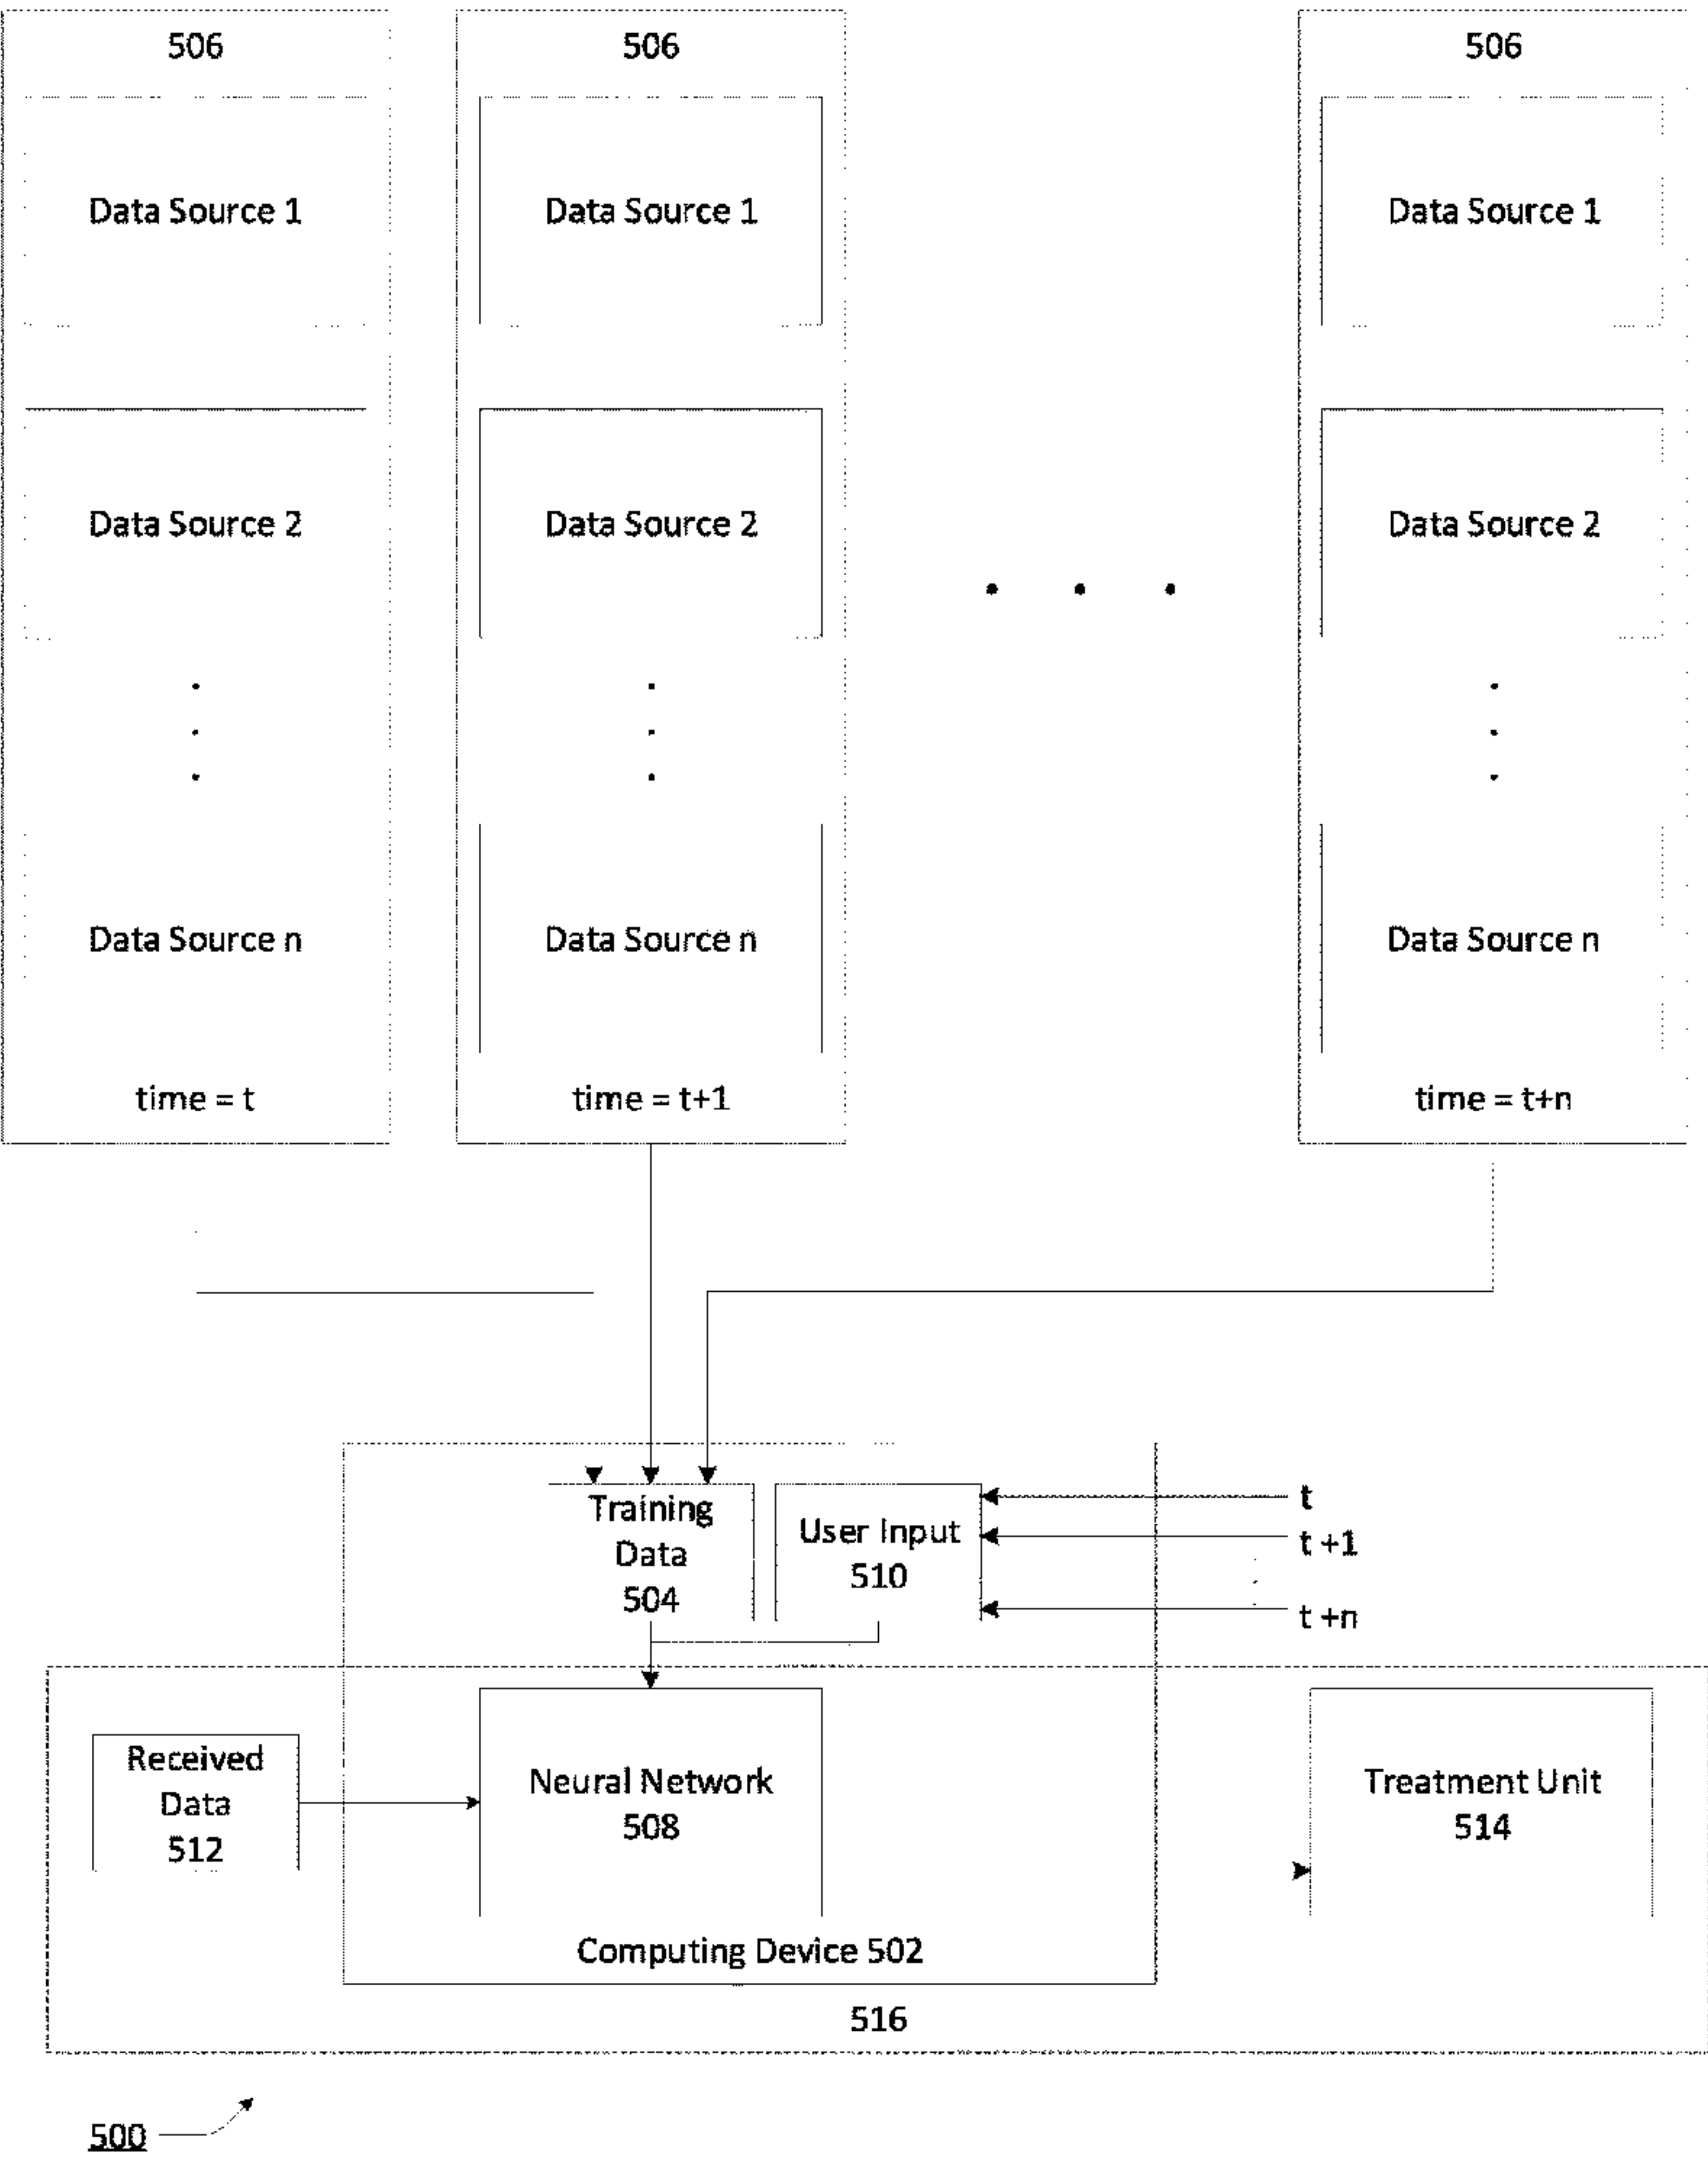 506
506
506
Data Source 1
Data Source 1
Data Source 1
Data Source 2
Data Source 2
Data Source 2
Data Source n
Data Source n
Data Source n
time = t
time = t+1
time = t+n
Training
Data
504
User Input
510
t
t +1
t +n
Received
Data
512
Neural Network
508
Treatment Unit
514
Computing Device 502
516
500